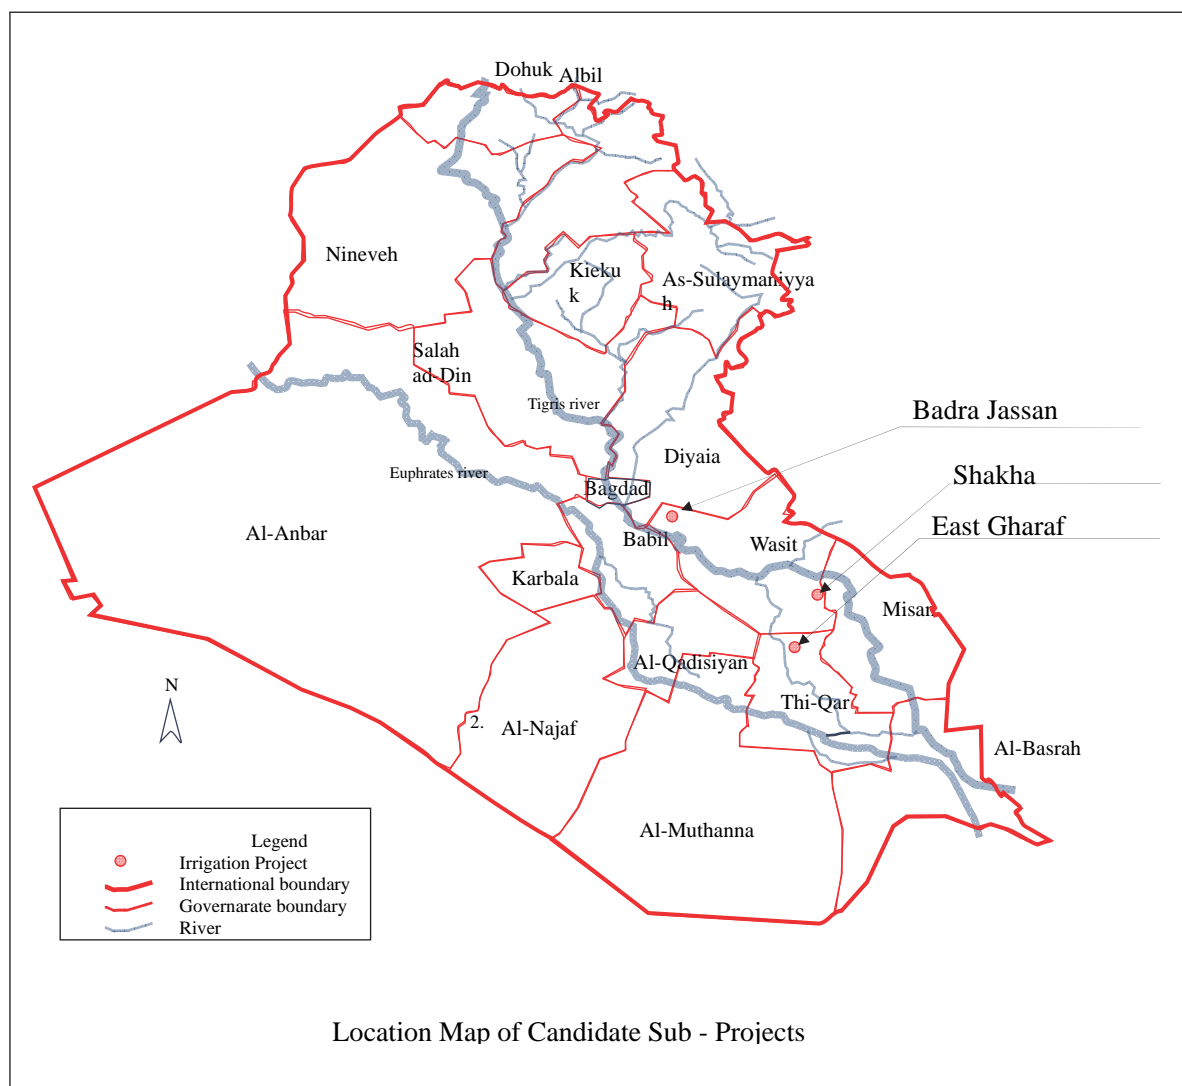 Dohuk
Albil
Nineveh
Kieku
k
As-Sulaymaniyya
h
Salah
ad-Din
Tigris river
Badra Jassan
Diyaia
Euphrates river
Shakha
Bagdad
East Gharaf
Al-Anbar
Babil
Wasit
Karbala
Misan
Al-Qadisiyan
N
Thi-Qar
2.
Al-Najaf
Al-Basrah
Al-Muthanna
Legend
Irrigation Project
International boundary
Governarate boundary
River
Location Map of Candidate Sub - Projects